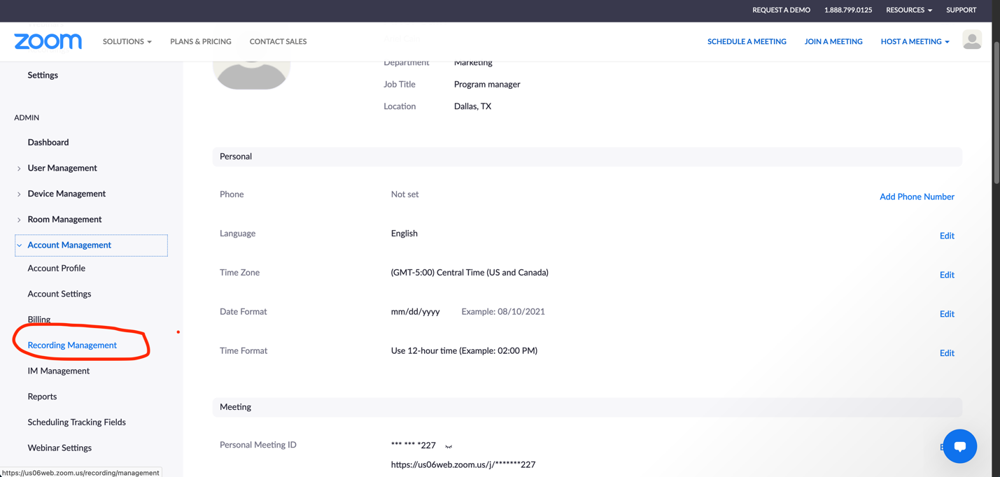 REQUEST A DEMO 1.888.799.0125 RESOURCES SUPPORT
zoom SOLUTIONS PLANS & PRICING CONTACT SALES SCHEDULE A MEETING JOIN A MEETING HOST A MEETING
Settings
ADMIN
Dashboard
User Management
Device Management
Room Management
Account Management
Account Profile
Account Settings
Billing
Recording Management
IM Management
Reports
Scheduling Tracking Fields
Webinar Settings
https://us06web.zoom.us/recording/management
Department Marketing
Job Title Program manager
Location Dallas, TX
Personal
Phone Not set Add Phone Number
Language English Edit
Time Zone (GMT-5:00) Central Time (US and Canada) Edit
Date Format mm/dd/yyyy Example: 08/10/2021 Edit
Time Format Use 12-hour time (Example: 02:00 PM) Edit
Meeting
Personal Meeting ID *** *** *227
https://us06web.zoom.us/j/*******227